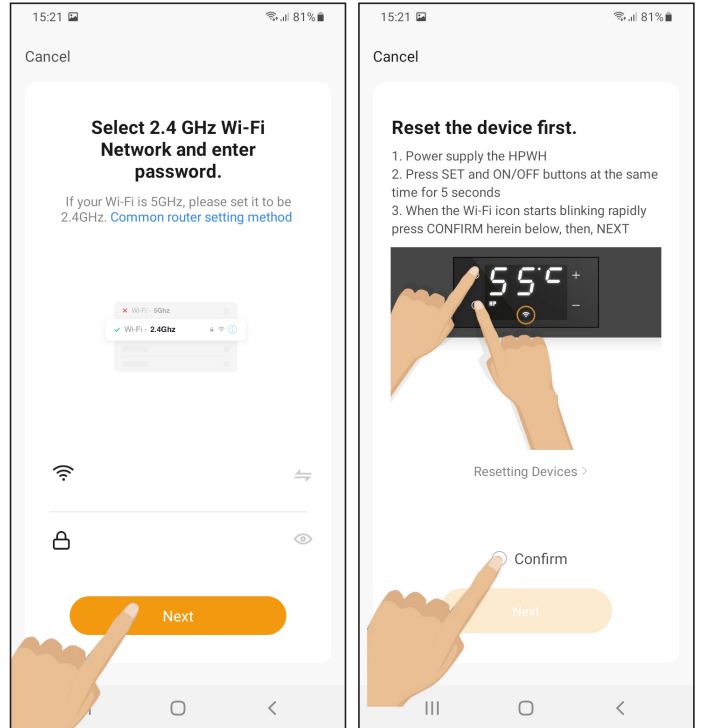 15:21 81%
Cancel
Select 2.4 GHz Wi-Fi
Network and enter
password.
If your Wi-Fi is 5GHz, please set it to be
2.4GHz. Common router setting method
Wi-Fi - 5Ghz
Wi-Fi - 2.4Ghz
Next
15:21 81%
Cancel
Reset the device first.
1. Power supply the HPWH
2. Press SET and ON/OFF buttons at the same
time for 5 seconds
3. When the Wi-Fi icon starts blinking rapidly
press CONFIRM herein below, then, NEXT
55°C +
HP −
Resetting Devices >
Confirm
Next